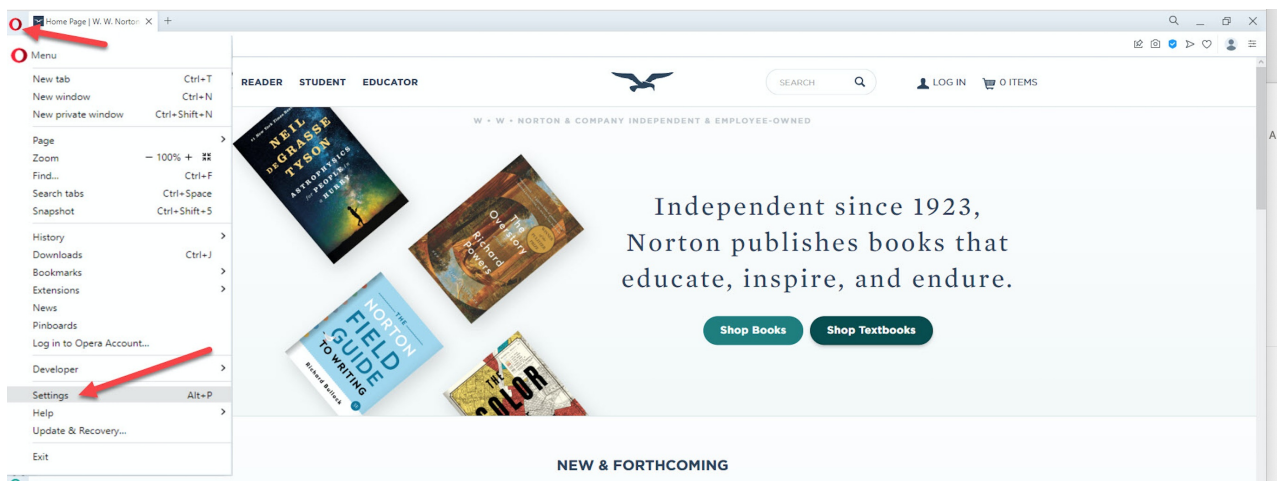 Home Page | W. W. Norton
Menu
New tab Ctrl+T
New window Ctrl+N
New private window Ctrl+Shift+N
Page
Zoom − 100% +
Find... Ctrl+F
Search tabs Ctrl+Space
Snapshot Ctrl+Shift+5
History
Downloads Ctrl+J
Bookmarks
Extensions
News
Pinboards
Log in to Opera Account...
Developer
Settings Alt+P
Help
Update & Recovery...
Exit
READER STUDENT EDUCATOR
SEARCH
LOG IN
0 ITEMS
W • W • NORTON & COMPANY INDEPENDENT & EMPLOYEE-OWNED
NEIL
DEGRASSE
TYSON
ASTROPHYSICS
for PEOPLE in
a HURRY
The
Overstory
Richard
Powers
THE
NORTON
FIELD
GUIDE
TO WRITING
Richard Bullock
THE
COLOR
Independent since 1923,
Norton publishes books that
educate, inspire, and endure.
Shop Books
Shop Textbooks
NEW & FORTHCOMING
A